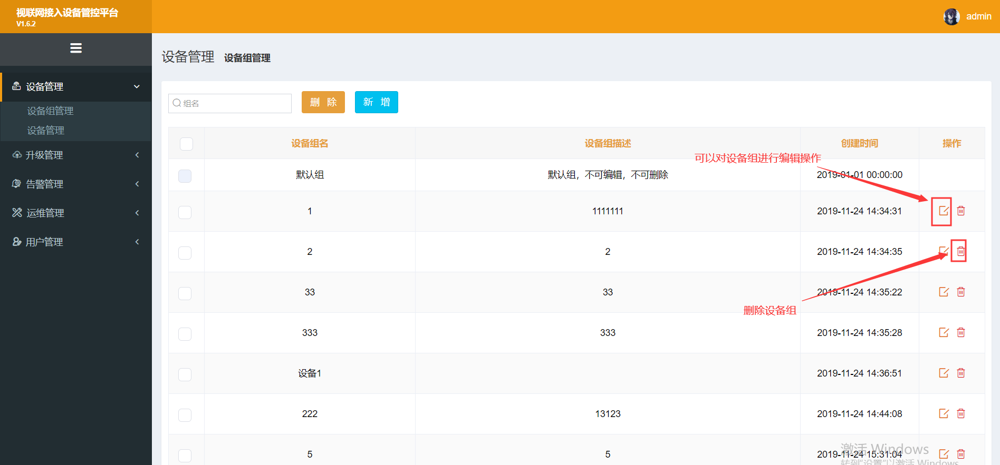 视联网接入设备管控平台
V1.6.2
admin
设备管理
设备组管理
设备管理
升级管理
告警管理
运维管理
用户管理
设备管理 设备组管理
组名
删 除
新 增
设备组名 设备组描述 创建时间 操作
可以对设备组进行编辑操作
默认组 默认组，不可编辑，不可删除 2019-01-01 00:00:00
1 1111111 2019-11-24 14:34:31
2 2 2019-11-24 14:34:35
33 33 2019-11-24 14:35:22
删除设备组
333 333 2019-11-24 14:35:28
设备1 2019-11-24 14:36:51
222 13123 2019-11-24 14:44:08
5 5 2019-11-24 15:31:04
激活 Windows
转到"设置"以激活 Windows